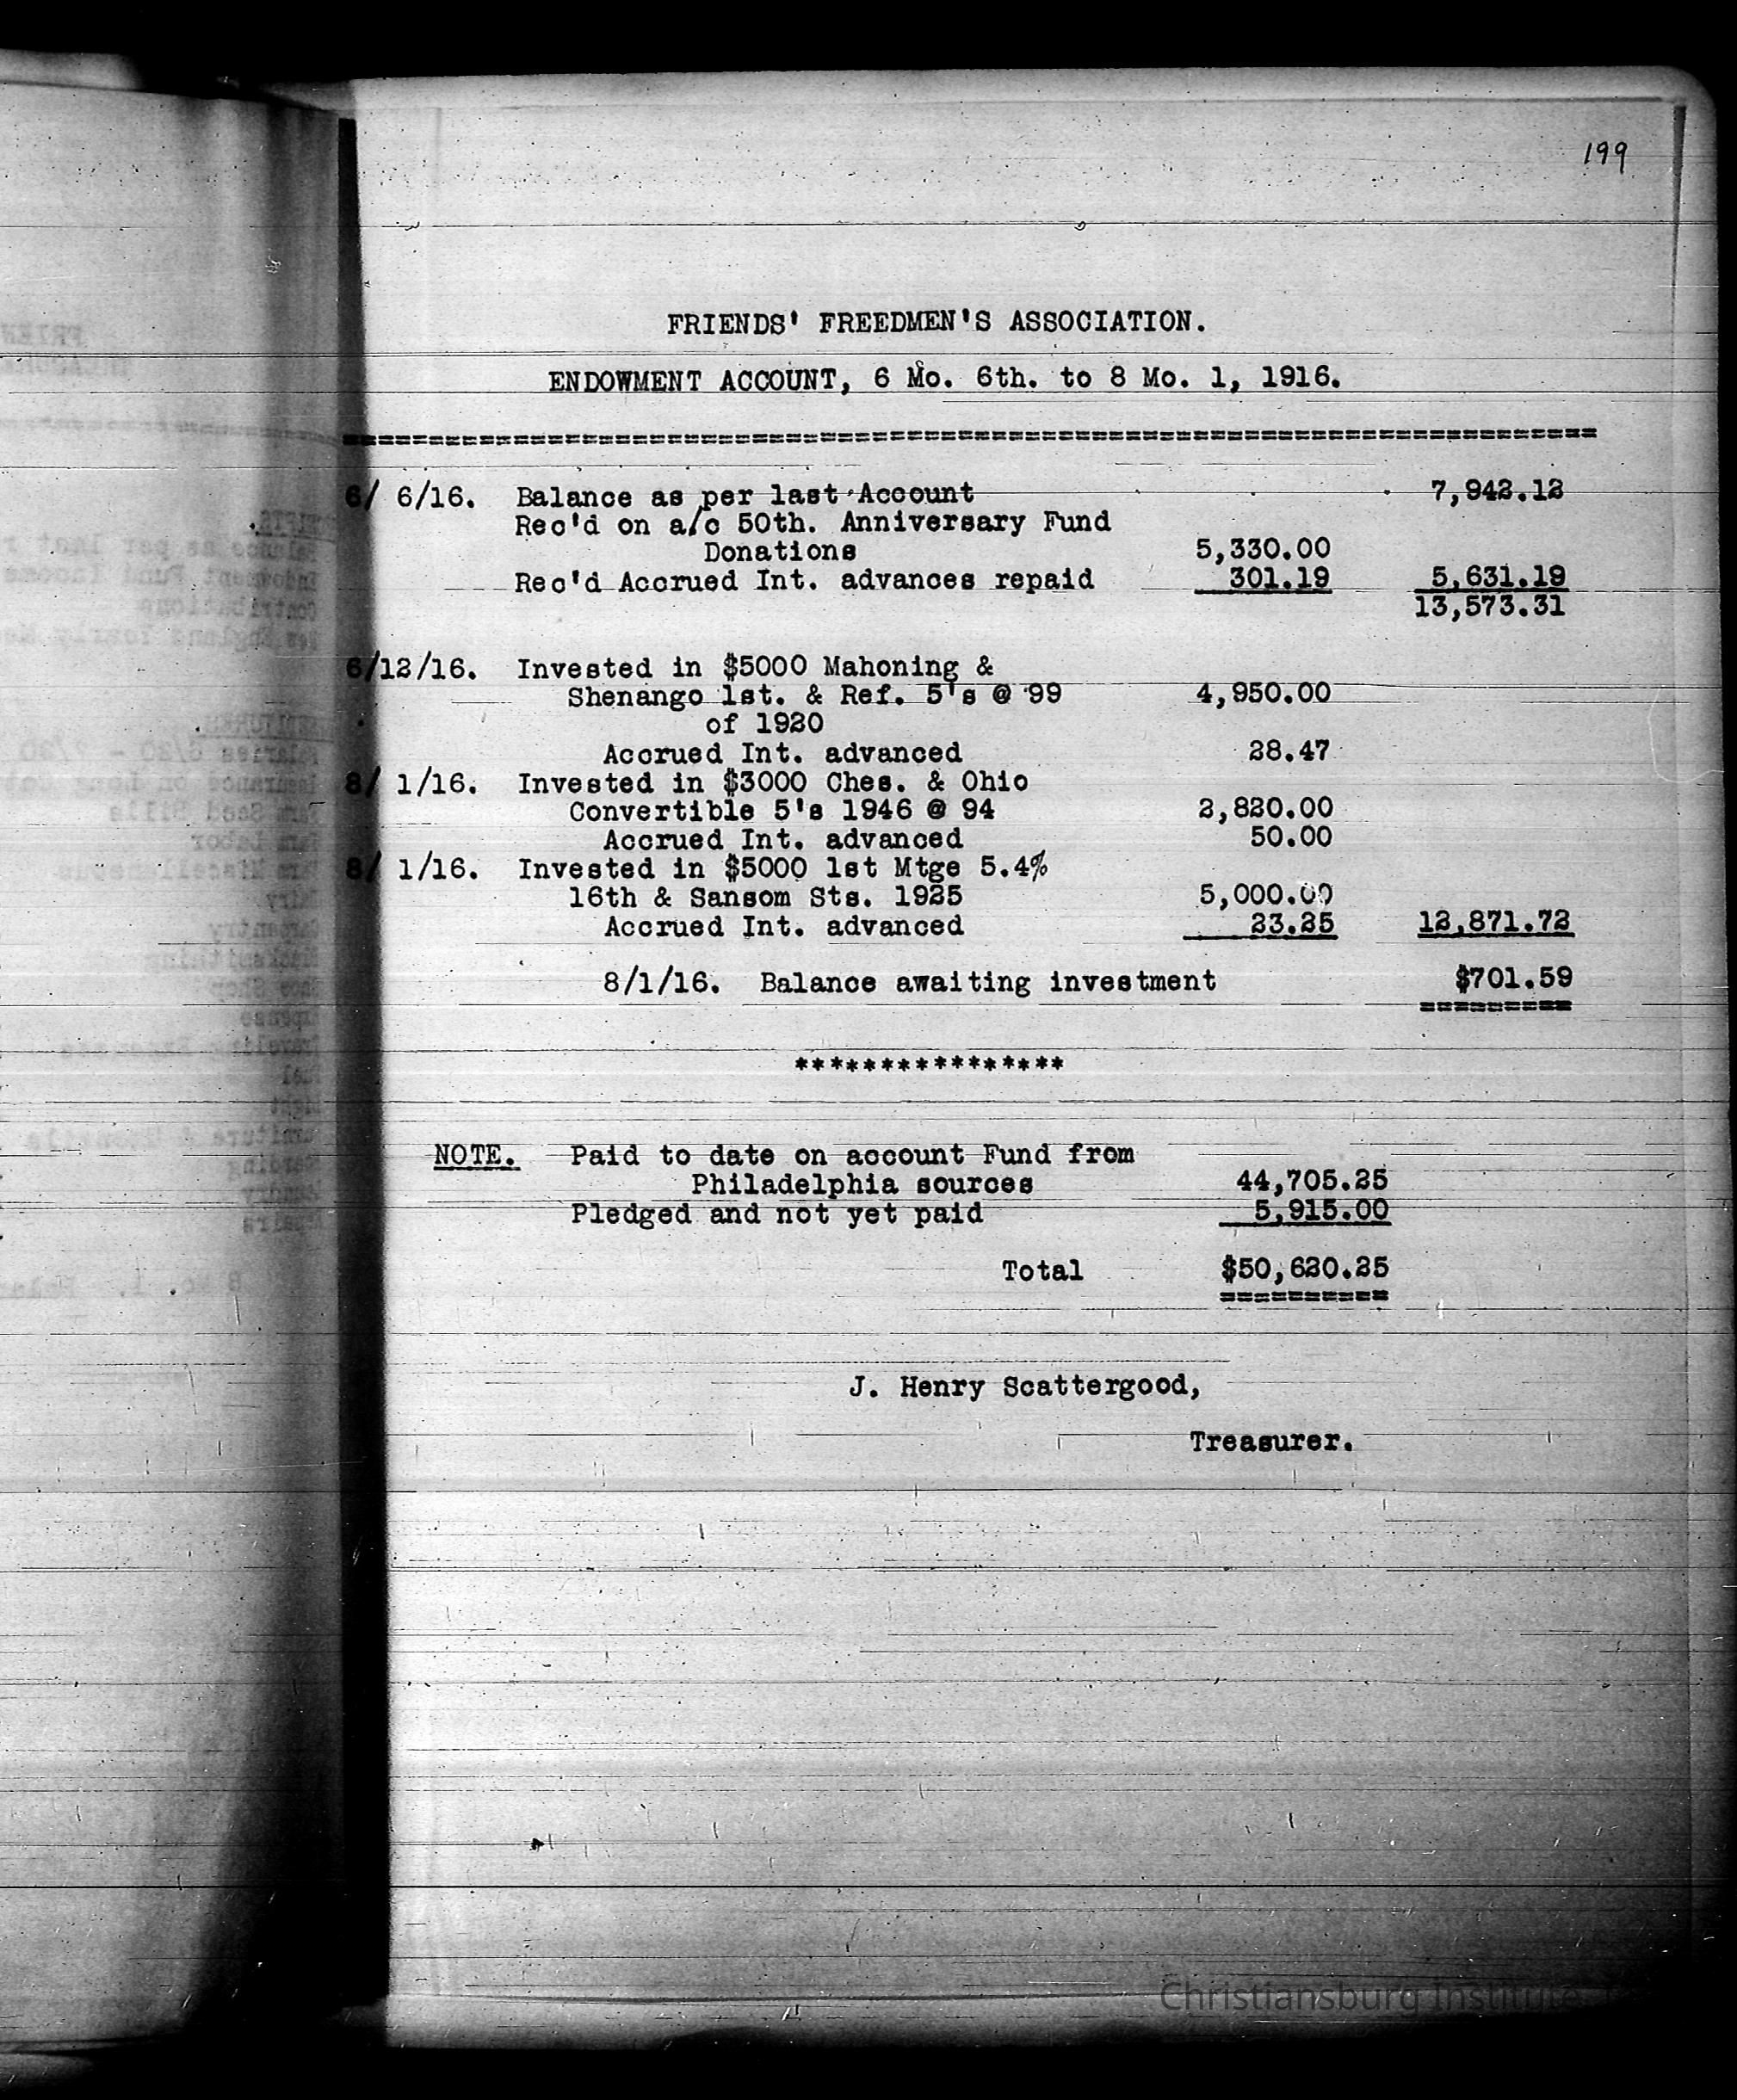 199
FRIENDS' FREEDMEN'S ASSOCIATION.
ENDOWMENT ACCOUNT, 6 Mo. 6th. to 8 Mo. 1, 1916.
6/ 6/16. Balance as per last Account 7,942.12
Rec'd on a/c 50th. Anniversary Fund
Donations 5,330.00
Rec'd Accrued Int. advances repaid 301.19 5,631.19
13,573.31
6/12/16. Invested in $5000 Mahoning &
Shenango 1st. & Ref. 5's @ 99 4,950.00
of 1920
Accrued Int. advanced 28.47
8/ 1/16. Invested in $3000 Ches. & Ohio
Convertible 5's 1946 @ 94 2,820.00
Accrued Int. advanced 50.00
8/ 1/16. Invested in $5000 1st Mtge 5.4%
16th & Sansom Sts. 1925 5,000.00
Accrued Int. advanced 23.25 12,871.72
8/1/16. Balance awaiting investment $701.59
****************
NOTE. Paid to date on account Fund from
Philadelphia sources 44,705.25
Pledged and not yet paid 5,915.00
Total $50,620.25
J. Henry Scattergood,
Treasurer.
Christiansburg Institute